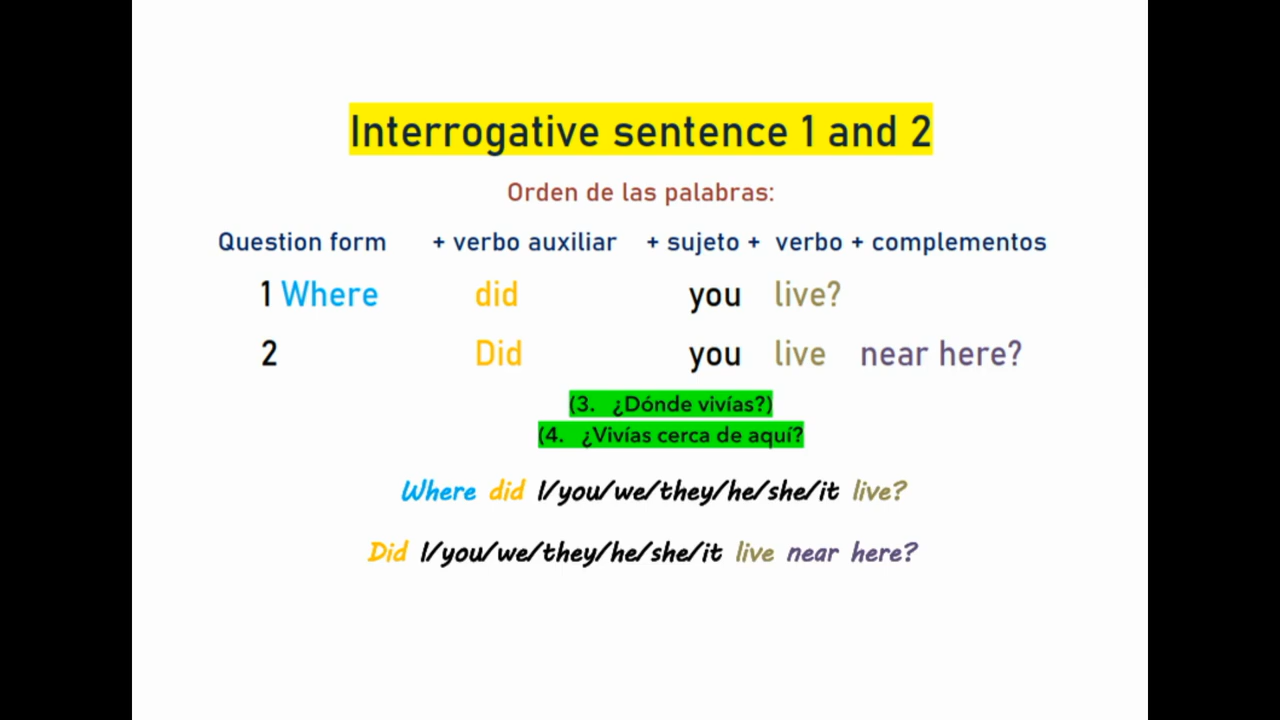 Interrogative sentence 1 and 2
Orden de las palabras:
Question form + verbo auxiliar + sujeto + verbo + complementos
1 Where did you live?
2 Did you live near here?
(3. ¿Dónde vivías?)
(4. ¿Vivías cerca de aquí?
Where did I/you/we/they/he/she/it live?
Did I/you/we/they/he/she/it live near here?